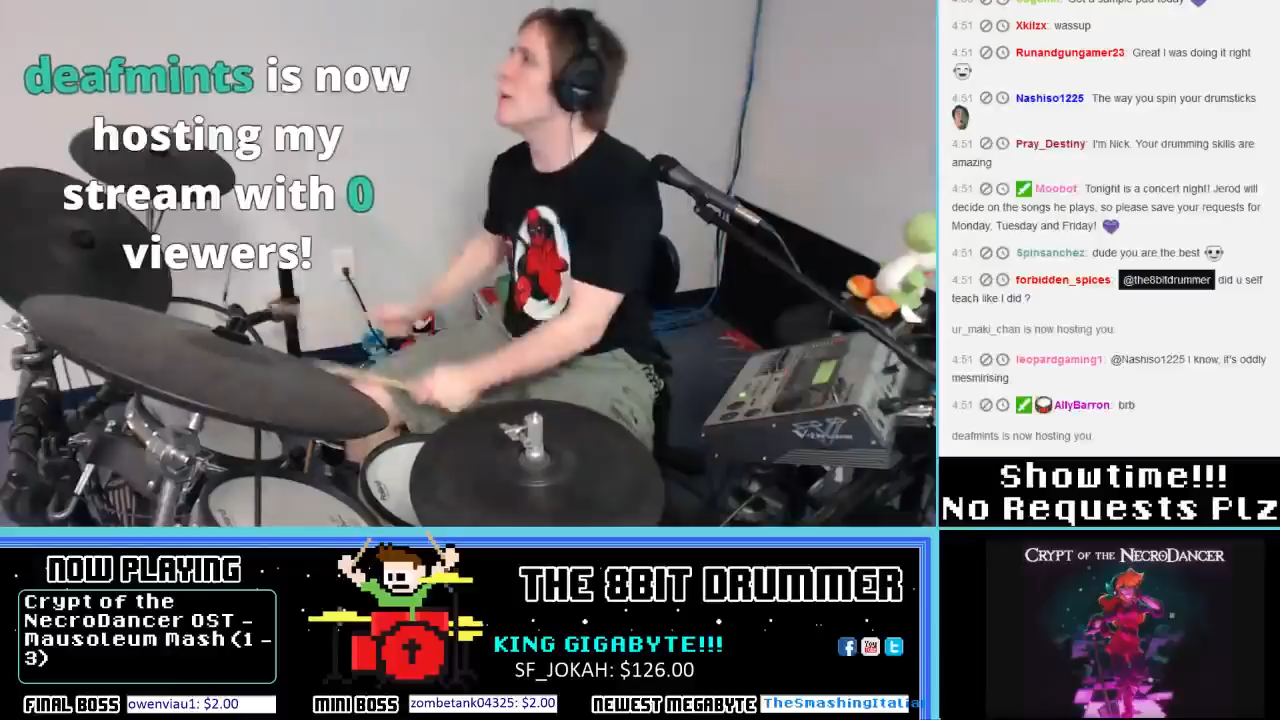 deafmints is now
hosting my
stream with 0
viewers!
4:51 Xkilzx: wassup
4:51 Runandgungamer23: Great I was doing it right
4:51 Nashiso1225 The way you spin your drumsticks
4:51 Pray_Destiny: I'm Nick. Your drumming skills are
amazing
4:51 Moobot: Tonight is a concert night! Jerod will
decide on the songs he plays, so please save your requests for
Monday, Tuesday and Friday!
4:51 Spinsanchez: dude you are the best
4:51 forbidden_spices: @the8bitdrummer did u self
teach like I did ?
ur_maki_chan is now hosting you.
4:51 leopardgaming1: @Nashiso1225 I know, it's oddly
mesmirising
4:51 AllyBarron: brb
deafmints is now hosting you
Showtime!!!
No Requests Plz
CRYPT OF THE NECRODANCER
NOW PLAYING
Crypt of the
NecroDancer OST -
Mausoleum Mash (1 -
3)
THE 8BIT DRUMMER
KING GIGABYTE!!!
SF_JOKAH: $126.00
FINAL BOSS owenviau1: $2.00
MINI BOSS zombetank04325: $2.00
NEWEST MEGABYTE TheSmashingItalia